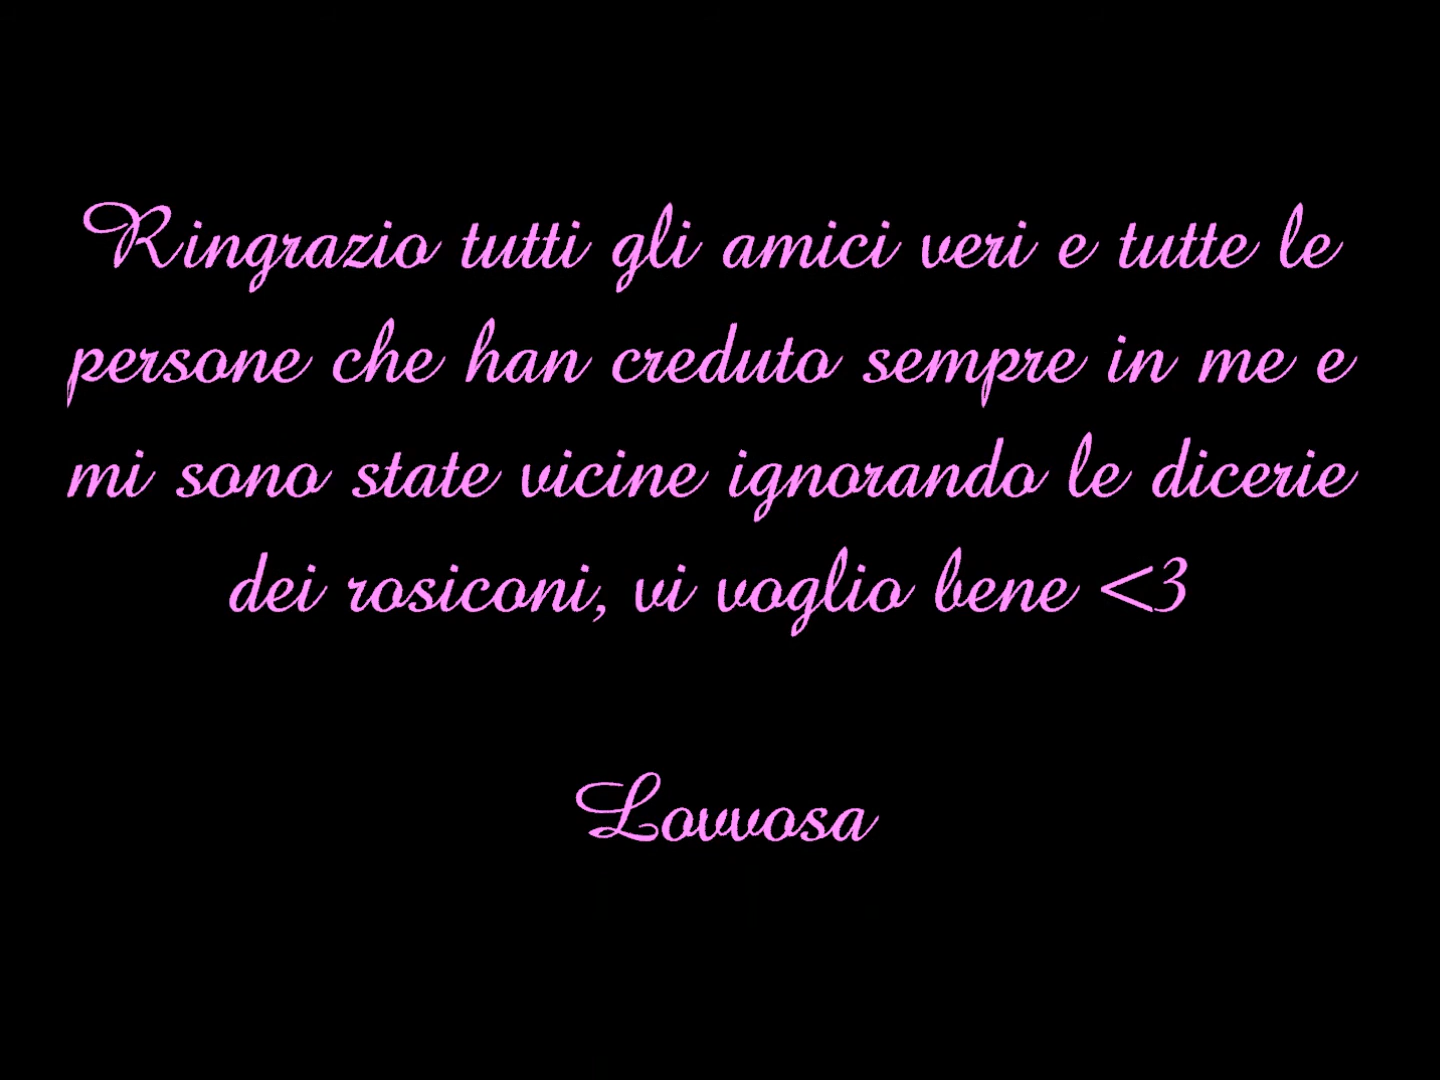 Ringrazio tutti gli amici veri e tutte le
persone che han creduto sempre in me e
mi sono state vicine ignorando le dicerie
dei rosiconi, vi voglio bene <3
Lovvosa